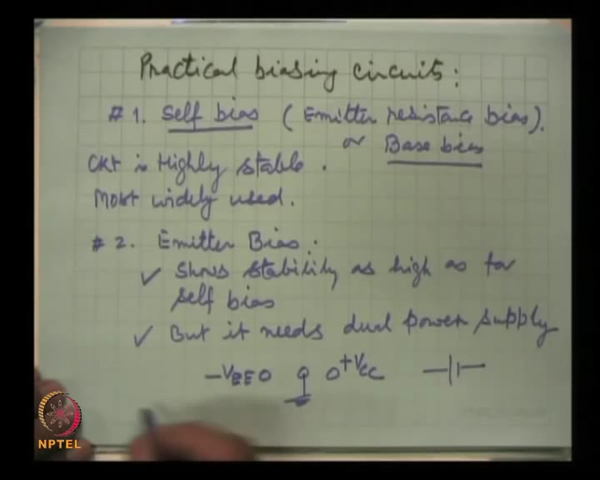 Practical biasing circuits:
# 1. Self bias (Emitter resistance bias).
or Base bias
CKt is Highly stable.
Most widely used.
# 2. Emitter Bias:
✓ Shows stability as high as for
self bias
✓ But it needs dual power supply
-VEE +VCC
NPTEL